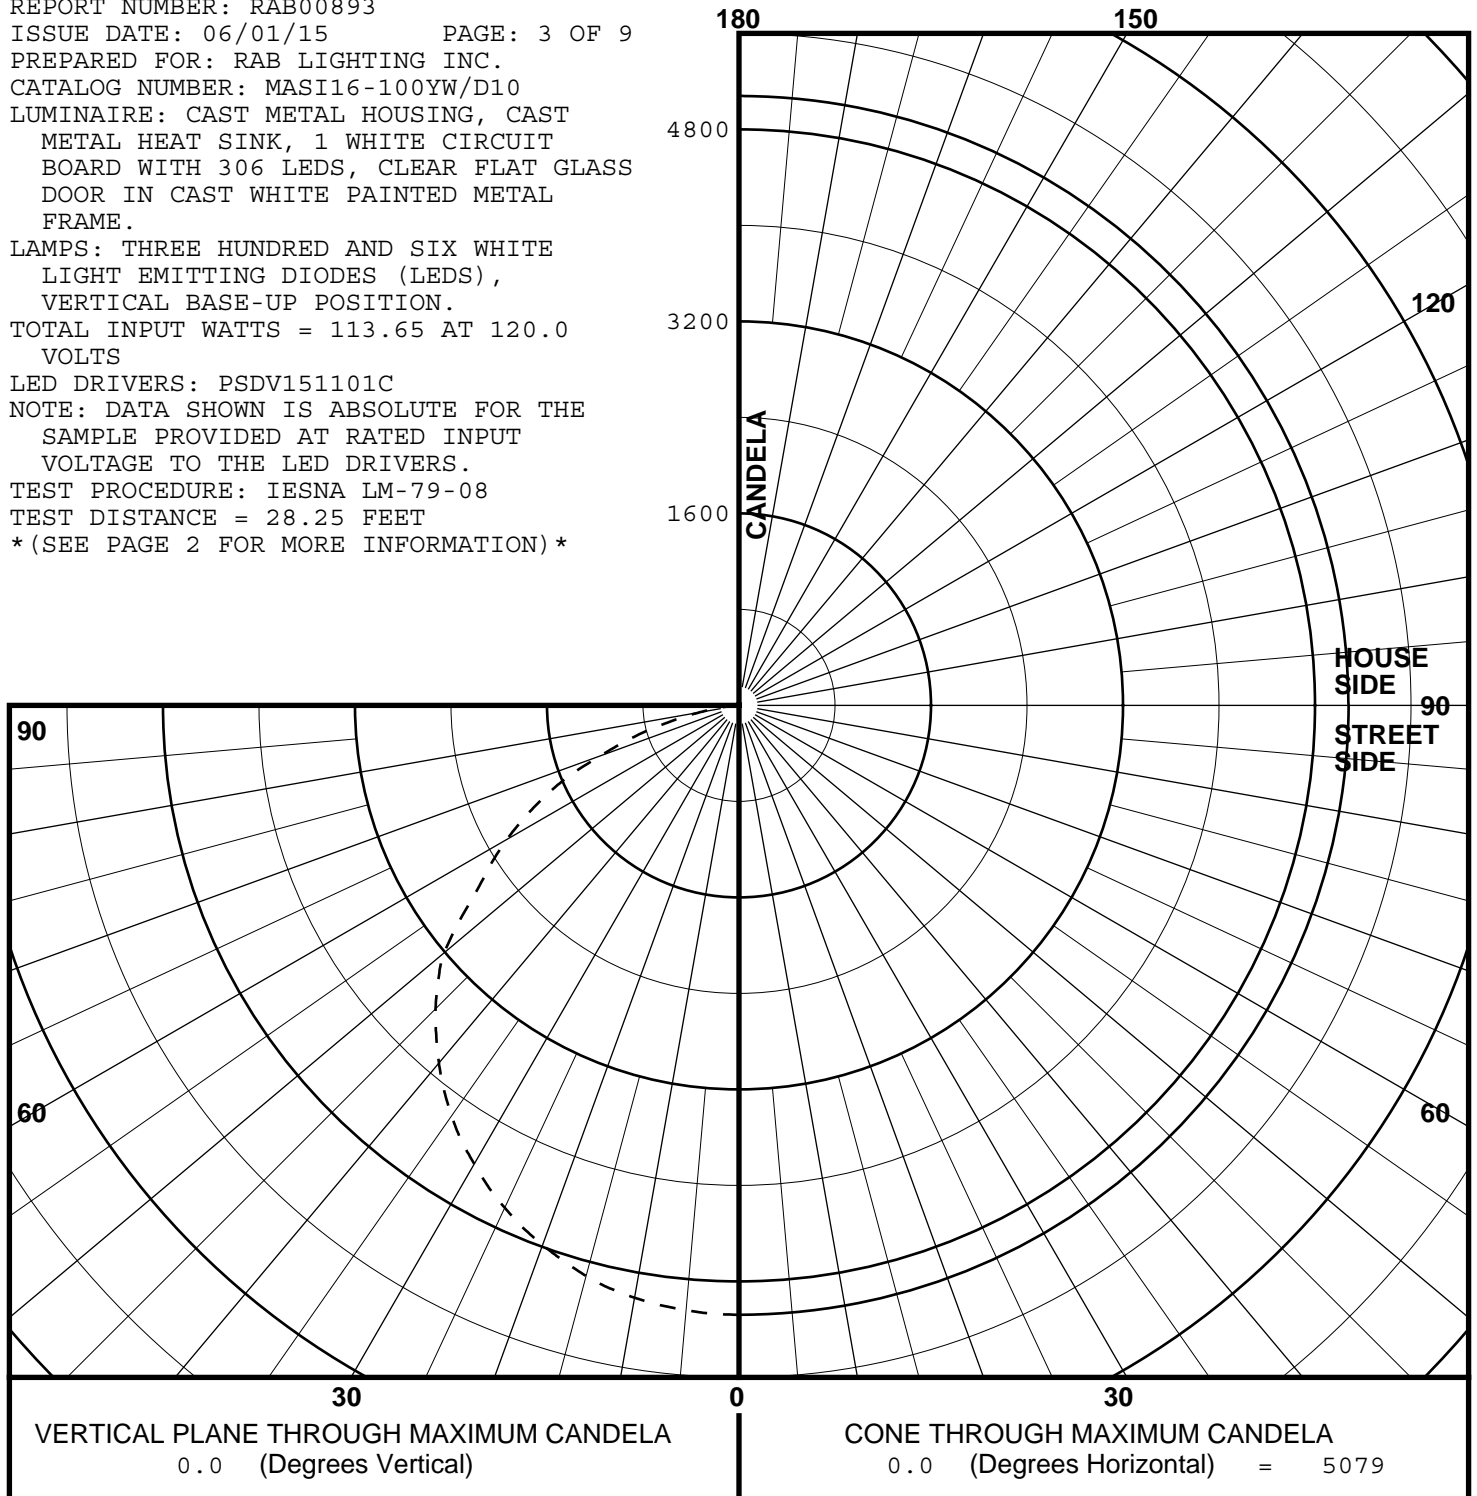 REPORT NUMBER: RAB00893
ISSUE DATE: 06/01/15 PAGE: 3 OF 9
PREPARED FOR: RAB LIGHTING INC.
CATALOG NUMBER: MASI16-100YW/D10
LUMINAIRE: CAST METAL HOUSING, CAST
METAL HEAT SINK, 1 WHITE CIRCUIT
BOARD WITH 306 LEDS, CLEAR FLAT GLASS
DOOR IN CAST WHITE PAINTED METAL
FRAME.
LAMPS: THREE HUNDRED AND SIX WHITE
LIGHT EMITTING DIODES (LEDS),
VERTICAL BASE-UP POSITION.
TOTAL INPUT WATTS = 113.65 AT 120.0
VOLTS
LED DRIVERS: PSDV151101C
NOTE: DATA SHOWN IS ABSOLUTE FOR THE
SAMPLE PROVIDED AT RATED INPUT
VOLTAGE TO THE LED DRIVERS.
TEST PROCEDURE: IESNA LM-79-08
TEST DISTANCE = 28.25 FEET
*(SEE PAGE 2 FOR MORE INFORMATION)*
180
150
4800
120
3200
CANDELA
1600
HOUSE
SIDE
90
90
STREET
SIDE
60
60
30
0
30
VERTICAL PLANE THROUGH MAXIMUM CANDELA
0.0 (Degrees Vertical)
CONE THROUGH MAXIMUM CANDELA
0.0 (Degrees Horizontal) = 5079